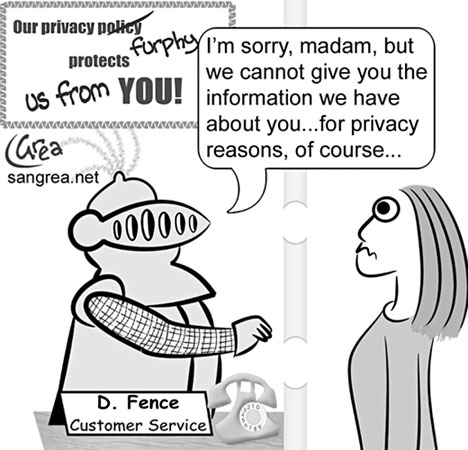 Our privacy policy
furphy
protects
us from YOU!
Crea
sangrea.net
I'm sorry, madam, but
we cannot give you the
information we have
about you...for privacy
reasons, of course...
D. Fence
Customer Service